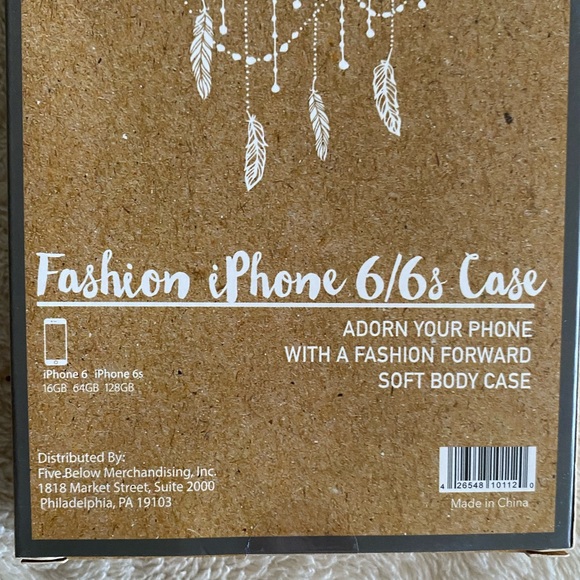 Fashion iPhone 6/6s Case
ADORN YOUR PHONE
WITH A FASHION FORWARD
SOFT BODY CASE
iPhone 6 iPhone 6s
16GB 64GB 128GB
Distributed By:
Five Below Merchandising, Inc.
1818 Market Street, Suite 2000
Philadelphia, PA 19103
4 26548 10112 0
Made in China